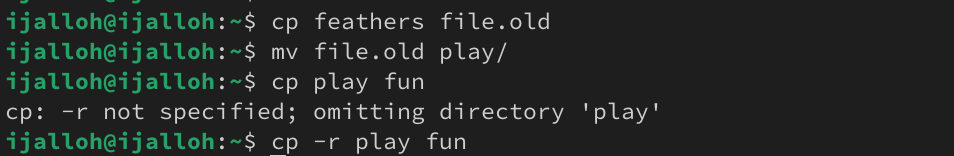 ijalloh@ijalloh:~$ cp feathers file.old
ijalloh@ijalloh:~$ mv file.old play/
ijalloh@ijalloh:~$ cp play fun
cp: -r not specified; omitting directory 'play'
ijalloh@ijalloh:~$ cp -r play fun